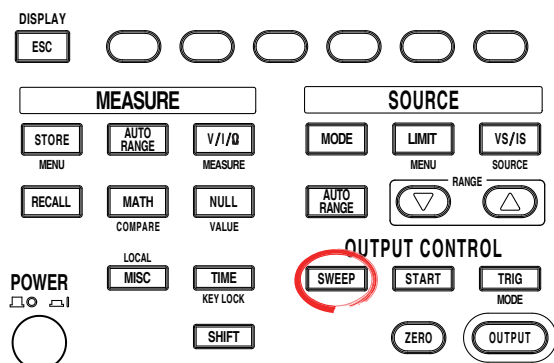 DISPLAY
ESC
MEASURE
SOURCE
STORE
AUTO RANGE
V/I/Ω
MODE
LIMIT
VS/IS
MENU
MEASURE
MENU
SOURCE
RECALL
MATH
NULL
AUTO RANGE
RANGE
COMPARE
VALUE
OUTPUT CONTROL
LOCAL
MISC
TIME
SWEEP
START
TRIG
POWER
KEY LOCK
MODE
SHIFT
ZERO
OUTPUT